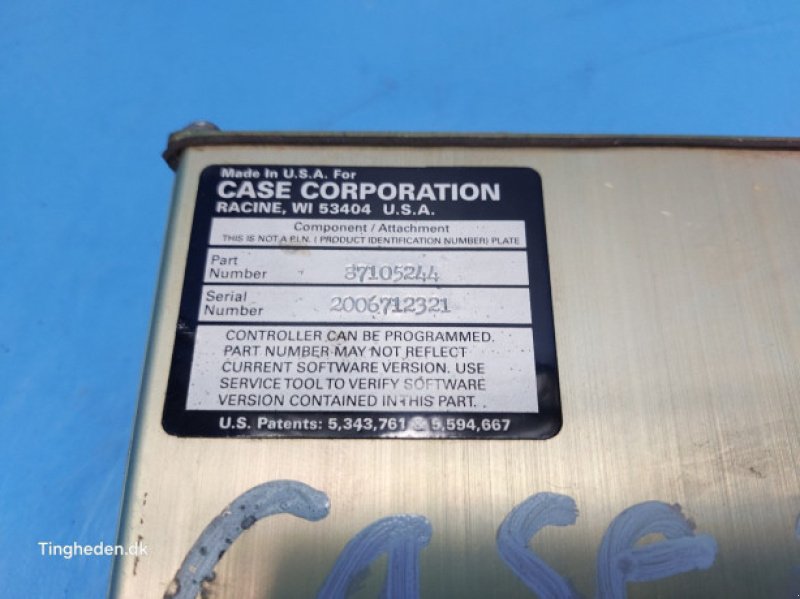 Made In U.S.A. For
CASE CORPORATION
RACINE, WI 53404 U.S.A.
Component / Attachment
THIS IS NOT A P.I.N. ( PRODUCT IDENTIFICATION NUMBER) PLATE
Part
Number 87105244
Serial
Number 2006712321
CONTROLLER CAN BE PROGRAMMED.
PART NUMBER MAY NOT REFLECT
CURRENT SOFTWARE VERSION. USE
SERVICE TOOL TO VERIFY SOFTWARE
VERSION CONTAINED IN THIS PART.
U.S. Patents: 5,343,761 & 5,594,667
CASE
Tingheden.dk